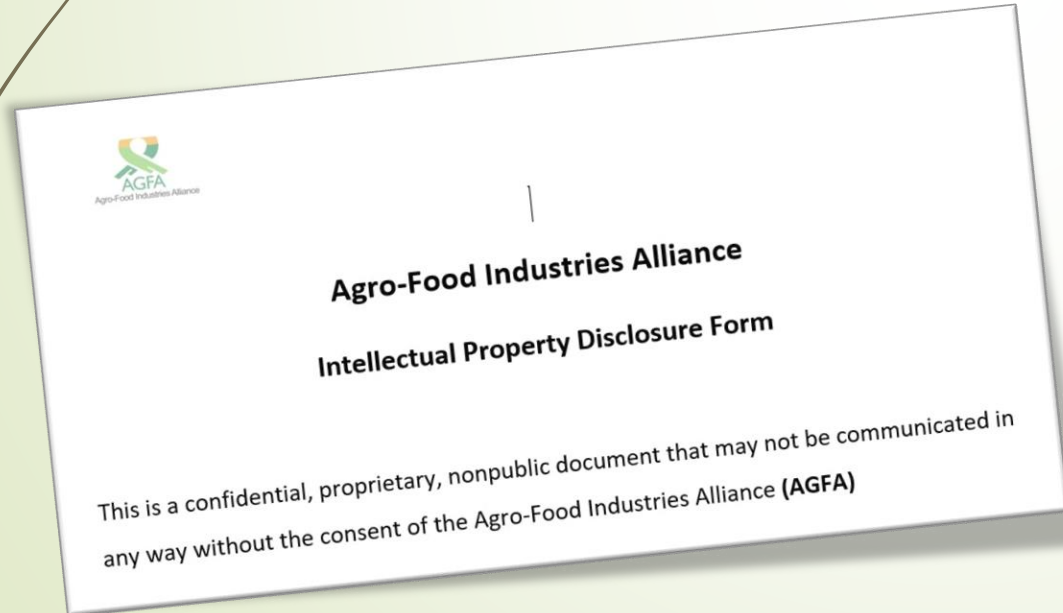 AGFA
Agro-Food Industries Alliance
Agro-Food Industries Alliance
Intellectual Property Disclosure Form
This is a confidential, proprietary, nonpublic document that may not be communicated in
any way without the consent of the Agro-Food Industries Alliance (AGFA)